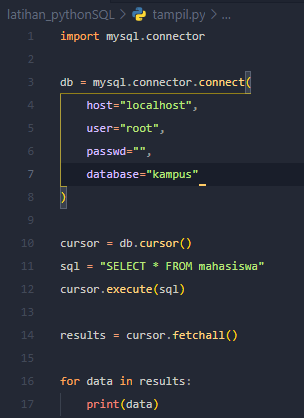 latihan_pythonSQL > tampil.py > ...
1 import mysql.connector
2
3 db = mysql.connector.connect(
4     host="localhost",
5     user="root",
6     passwd="",
7     database="kampus"
8 )
9
10 cursor = db.cursor()
11 sql = "SELECT * FROM mahasiswa"
12 cursor.execute(sql)
13
14 results = cursor.fetchall()
15
16 for data in results:
17     print(data)